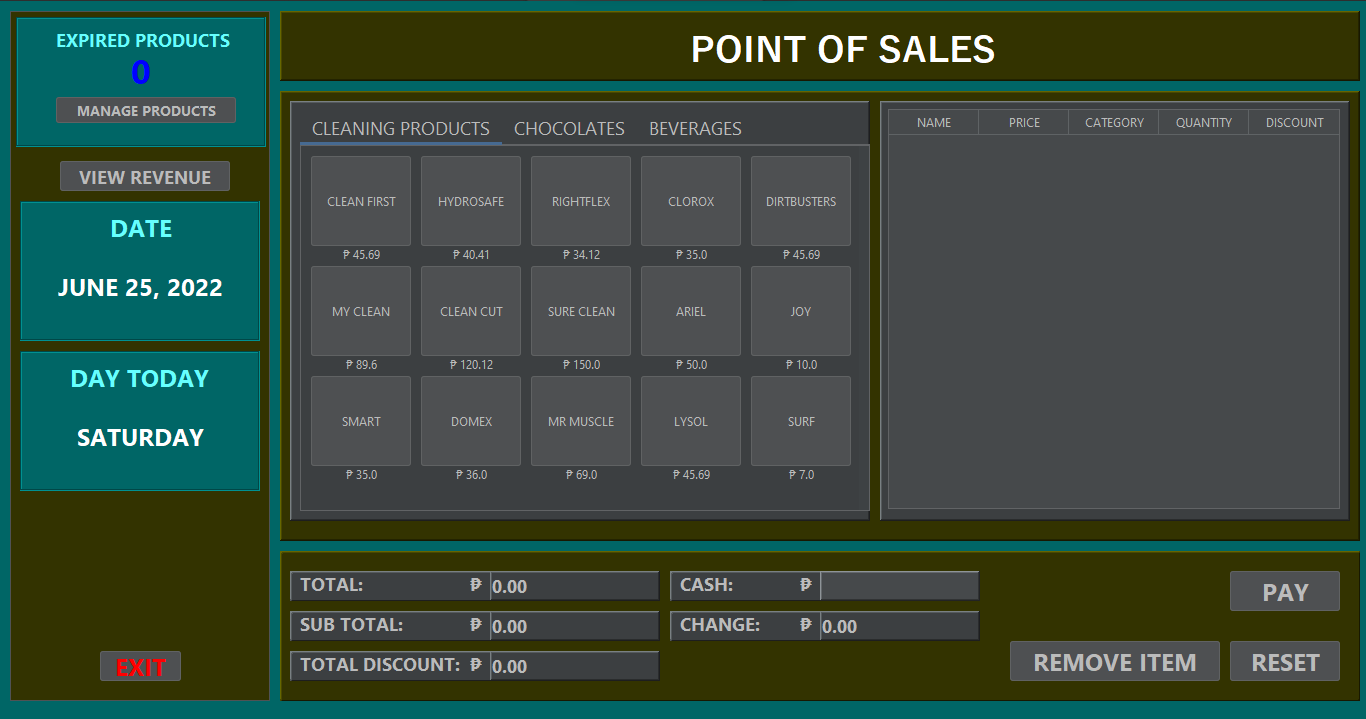 EXPIRED PRODUCTS
0
MANAGE PRODUCTS
VIEW REVENUE
DATE
JUNE 25, 2022
DAY TODAY
SATURDAY
EXIT
POINT OF SALES
CLEANING PRODUCTS CHOCOLATES BEVERAGES
CLEAN FIRST HYDROSAFE RIGHTFLEX CLOROX DIRTBUSTERS
₱ 45.69 ₱ 40.41 ₱ 34.12 ₱ 35.0 ₱ 45.69
MY CLEAN CLEAN CUT SURE CLEAN ARIEL JOY
₱ 89.6 ₱ 120.12 ₱ 150.0 ₱ 50.0 ₱ 10.0
SMART DOMEX MR MUSCLE LYSOL SURF
₱ 35.0 ₱ 36.0 ₱ 69.0 ₱ 45.69 ₱ 7.0
NAME PRICE CATEGORY QUANTITY DISCOUNT
TOTAL: ₱ 0.00
SUB TOTAL: ₱ 0.00
TOTAL DISCOUNT: ₱ 0.00
CASH: ₱
CHANGE: ₱ 0.00
PAY
REMOVE ITEM RESET